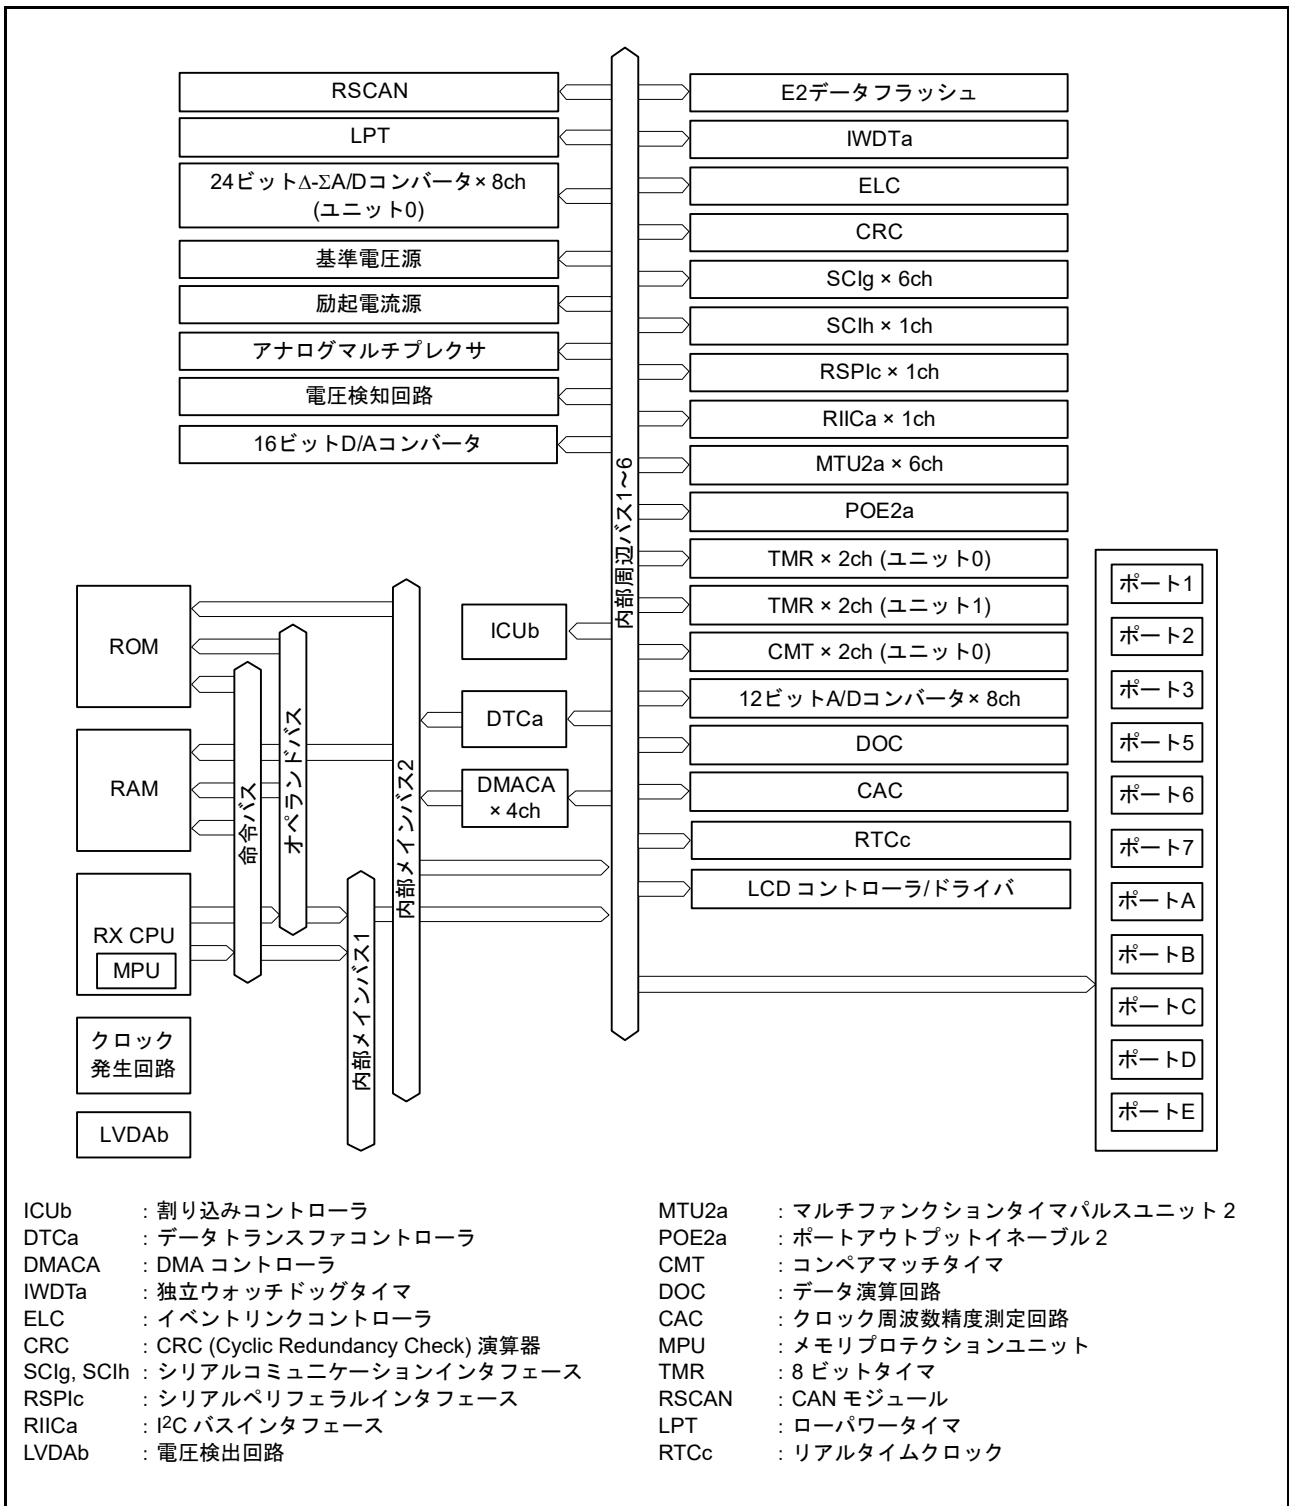 RSCAN
LPT
24ビットΔ-ΣA/Dコンバータ× 8ch
(ユニット0)
基準電圧源
励起電流源
アナログマルチプレクサ
電圧検知回路
16ビットD/Aコンバータ
内部周辺バス1～6
E2データフラッシュ
IWDTa
ELC
CRC
SCIg × 6ch
SCIh × 1ch
RSPIc × 1ch
RIICa × 1ch
MTU2a × 6ch
POE2a
TMR × 2ch (ユニット0)
TMR × 2ch (ユニット1)
CMT × 2ch (ユニット0)
12ビットA/Dコンバータ× 8ch
DOC
CAC
RTCc
LCD コントローラ/ドライバ
ポート1
ポート2
ポート3
ポート5
ポート6
ポート7
ポートA
ポートB
ポートC
ポートD
ポートE
ROM
RAM
RX CPU
MPU
クロック
発生回路
LVDAb
命令バス
オペランドバス
内部メインバス1
内部メインバス2
ICUb
DTCa
DMACA
× 4ch
ICUb : 割り込みコントローラ
DTCa : データトランスファコントローラ
DMACA : DMA コントローラ
IWDTa : 独立ウォッチドッグタイマ
ELC : イベントリンクコントローラ
CRC : CRC (Cyclic Redundancy Check) 演算器
SCIg, SCIh : シリアルコミュニケーションインタフェース
RSPIc : シリアルペリフェラルインタフェース
RIICa : I²C バスインタフェース
LVDAb : 電圧検出回路
MTU2a : マルチファンクションタイマパルスユニット 2
POE2a : ポートアウトプットイネーブル 2
CMT : コンペアマッチタイマ
DOC : データ演算回路
CAC : クロック周波数精度測定回路
MPU : メモリプロテクションユニット
TMR : 8 ビットタイマ
RSCAN : CAN モジュール
LPT : ローパワータイマ
RTCc : リアルタイムクロック